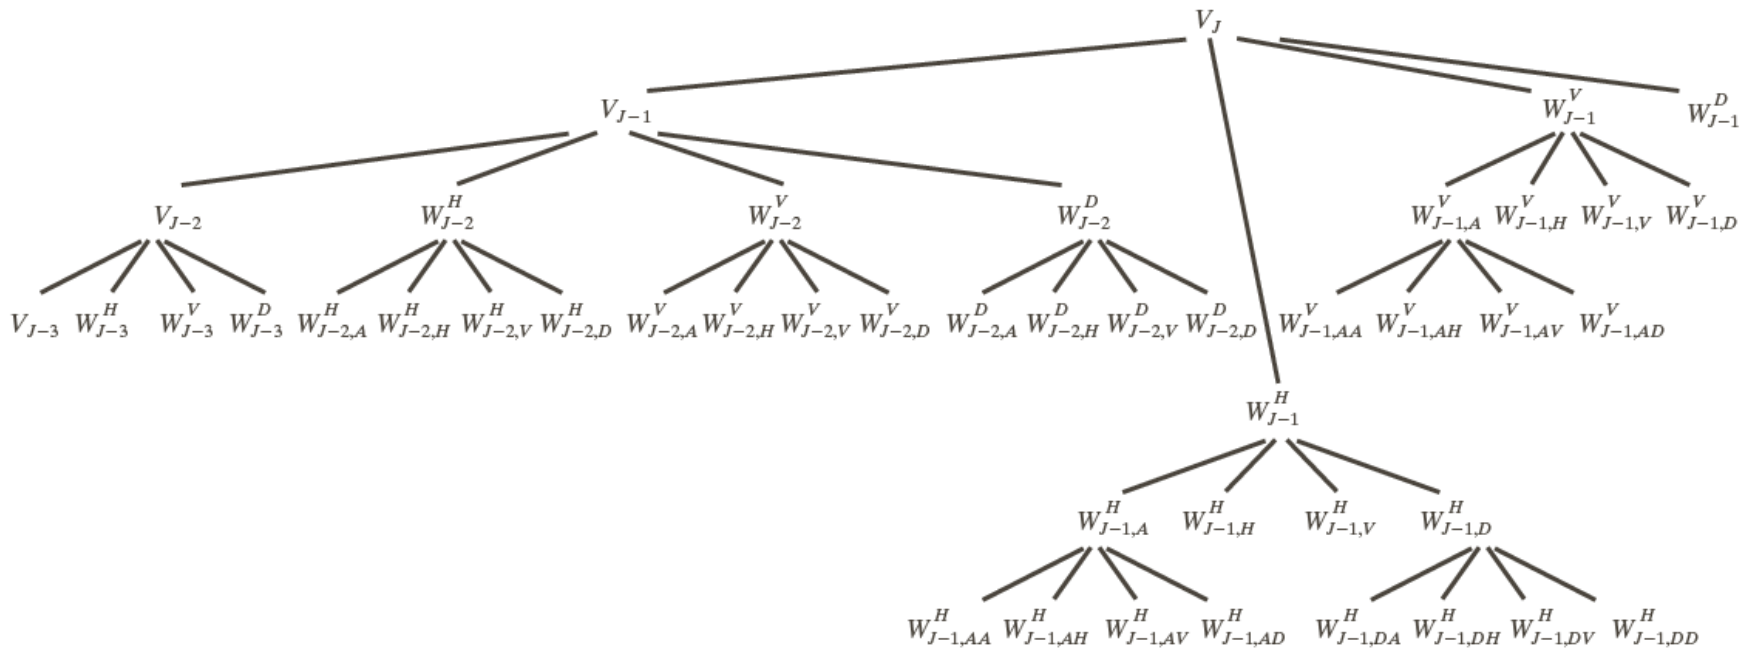 V_J
V_{J−1} W^V_{J−1} W^D_{J−1}
V_{J−2} W^H_{J−2} W^V_{J−2} W^D_{J−2} W^V_{J−1,A} W^V_{J−1,H} W^V_{J−1,V} W^V_{J−1,D}
V_{J−3} W^H_{J−3} W^V_{J−3} W^D_{J−3} W^H_{J−2,A} W^H_{J−2,H} W^H_{J−2,V} W^H_{J−2,D} W^V_{J−2,A} W^V_{J−2,H} W^V_{J−2,V} W^V_{J−2,D} W^D_{J−2,A} W^D_{J−2,H} W^D_{J−2,V} W^D_{J−2,D} W^V_{J−1,AA} W^V_{J−1,AH} W^V_{J−1,AV} W^V_{J−1,AD}
W^H_{J−1}
W^H_{J−1,A} W^H_{J−1,H} W^H_{J−1,V} W^H_{J−1,D}
W^H_{J−1,AA} W^H_{J−1,AH} W^H_{J−1,AV} W^H_{J−1,AD} W^H_{J−1,DA} W^H_{J−1,DH} W^H_{J−1,DV} W^H_{J−1,DD}